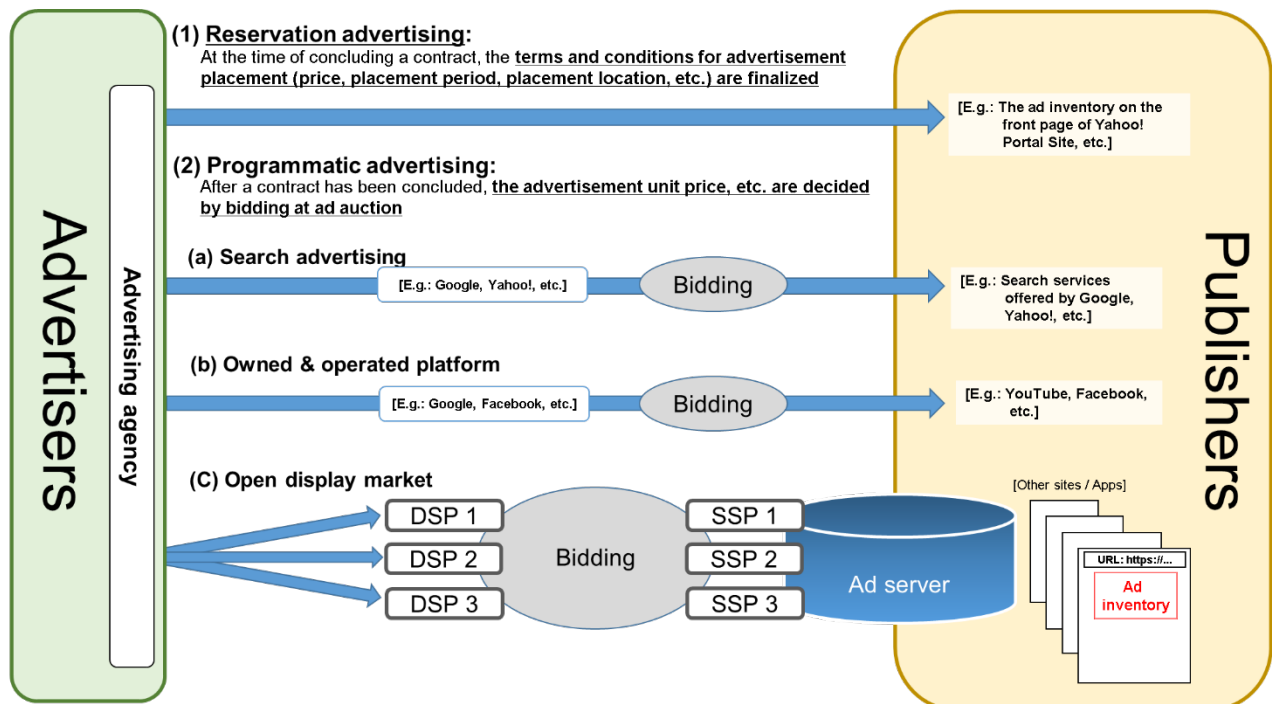 Advertisers
Advertising agency
(1) Reservation advertising:
At the time of concluding a contract, the terms and conditions for advertisement
placement (price, placement period, placement location, etc.) are finalized
[E.g.: The ad inventory on the
front page of Yahoo!
Portal Site, etc.]
(2) Programmatic advertising:
After a contract has been concluded, the advertisement unit price, etc. are decided
by bidding at ad auction
(a) Search advertising
[E.g.: Google, Yahoo!, etc.]
Bidding
[E.g.: Search services
offered by Google,
Yahoo!, etc.]
(b) Owned & operated platform
[E.g.: Google, Facebook, etc.]
Bidding
[E.g.: YouTube, Facebook,
etc.]
(C) Open display market
DSP 1
DSP 2
DSP 3
Bidding
SSP 1
SSP 2
SSP 3
Ad server
[Other sites / Apps]
URL: https://...
Ad
inventory
Publishers